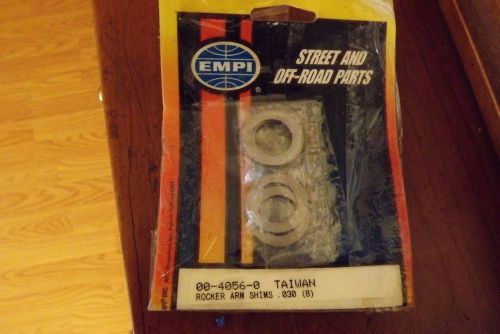 EMPI
®
STREET AND
OFF-ROAD PARTS
00-4056-0 TAIWAN
ROCKER ARM SHIMS .030 (8)